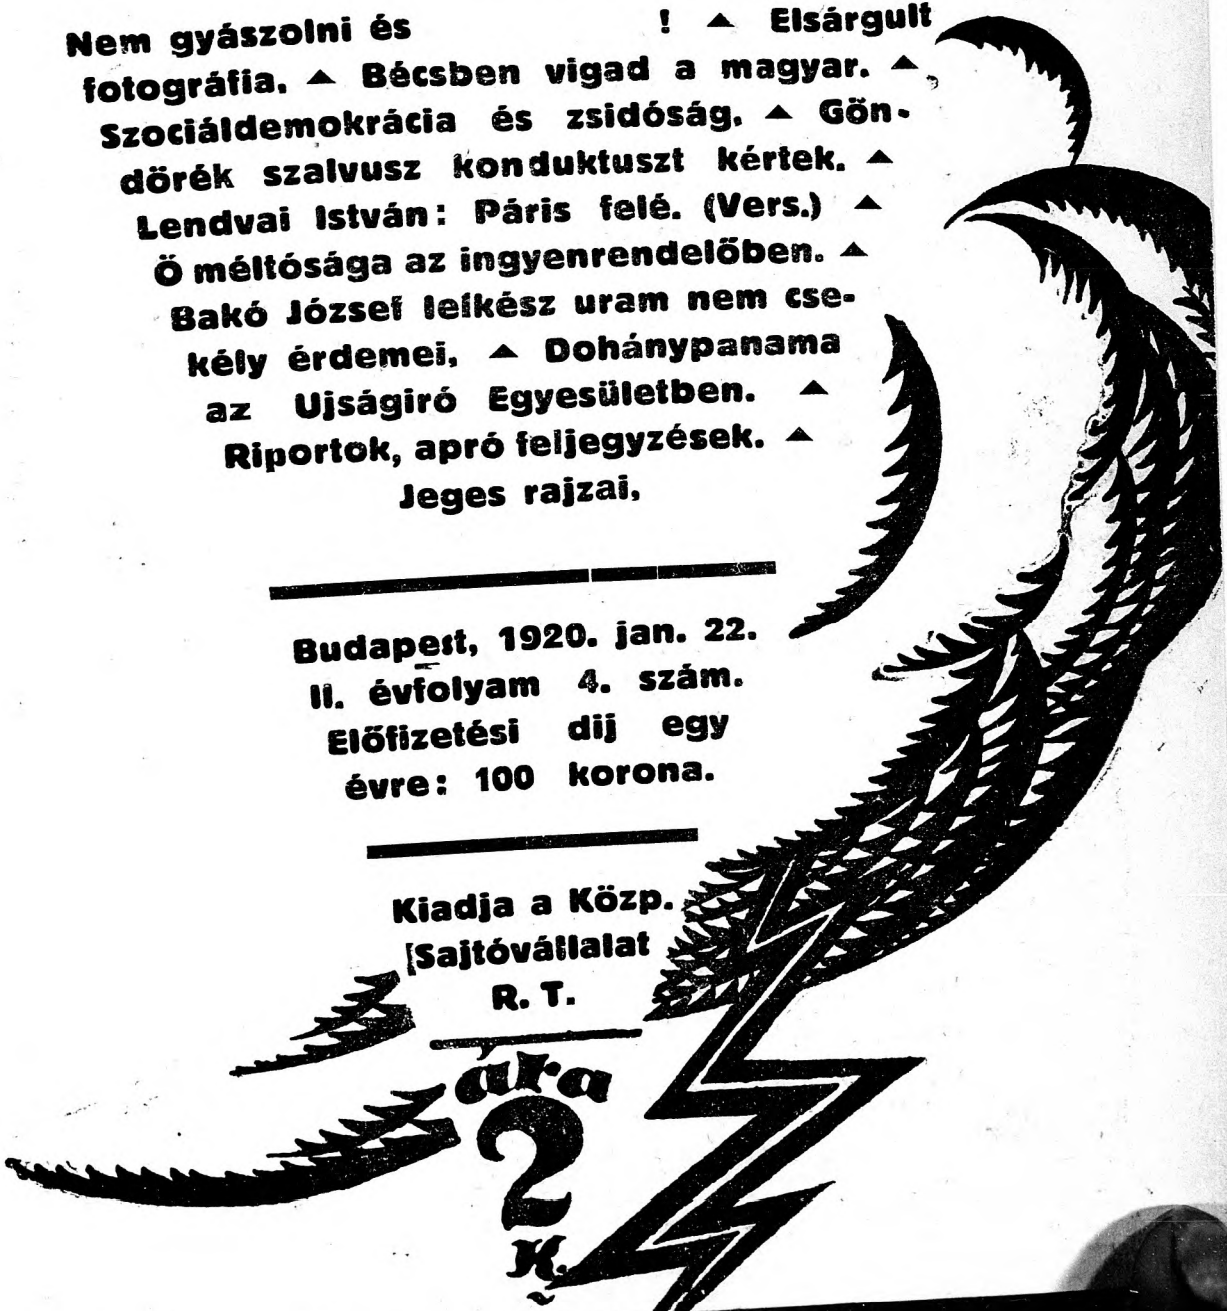 Nem gyászolni és ! ▲ Elsárgult
fotográfia. ▲ Bécsben vigad a magyar. ▲
Szociáldemokrácia és zsidóság. ▲ Gön-
dörék szalvusz konduktuszt kértek. ▲
Lendvai István: Páris felé. (Vers.) ▲
Ő méltósága az ingyenrendelőben. ▲
Bakó József lelkész uram nem cse-
kély érdemei. ▲ Dohánypanama
az Ujságiró Egyesületben. ▲
Riportok, apró feljegyzések. ▲
Jeges rajzai.
Budapest, 1920. jan. 22.
II. évfolyam 4. szám.
Előfizetési dij egy
évre: 100 korona.
Kiadja a Közp.
Sajtóvállalat
R. T.
ára
2
K.